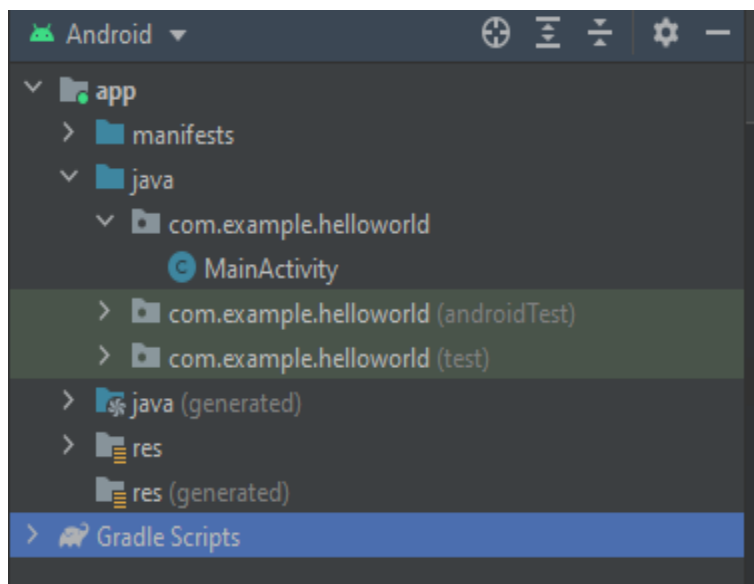 Android
app
manifests
java
com.example.helloworld
C MainActivity
com.example.helloworld (androidTest)
com.example.helloworld (test)
java (generated)
res
res (generated)
Gradle Scripts